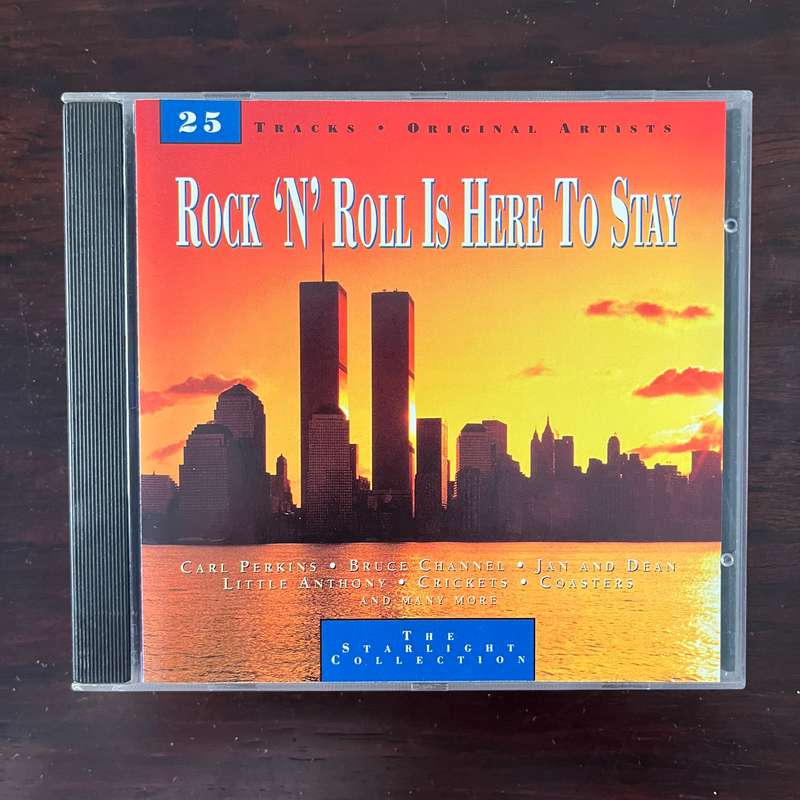 25 TRACKS • ORIGINAL ARTISTS
ROCK 'N' ROLL IS HERE TO STAY
CARL PERKINS • BRUCE CHANNEL • JAN AND DEAN
LITTLE ANTHONY • CRICKETS • COASTERS
AND MANY MORE
THE
STARLIGHT
COLLECTION